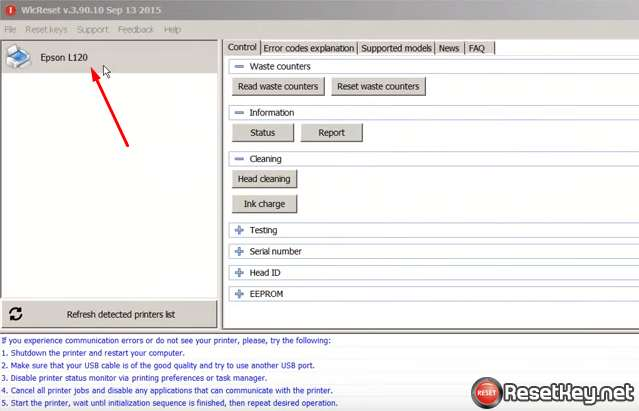 WicReset v.3.90.10 Sep 13 2015
File Reset keys Support Feedback Help
Epson L120
Control Error codes explanation Supported models News FAQ
Waste counters
Read waste counters Reset waste counters
Information
Status Report
Cleaning
Head cleaning
Ink charge
Testing
Serial number
Head ID
EEPROM
Refresh detected printers list
If you experience communication errors or do not see your printer, please, try the following:
1. Shutdown the printer and restart your computer.
2. Make sure that your USB cable is of the good quality and try to use another USB port.
3. Disable printer status monitor via printing preferences or task manager.
4. Cancel all printer jobs and disable any applications that can communicate with the printer.
5. Start the printer, wait until initialization sequence is finished, then repeat desired operation.
RESET ResetKey.net